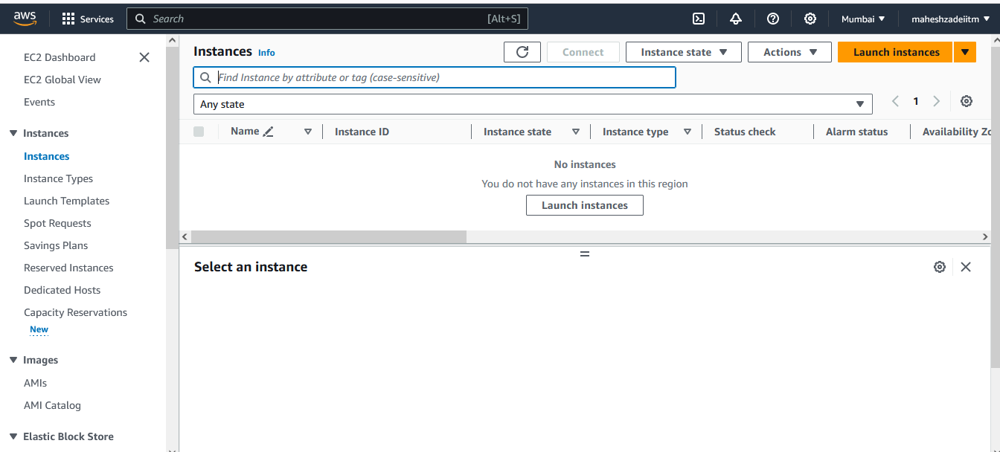 aws Services Search [Alt+S] Mumbai maheshzadeiitm
EC2 Dashboard
EC2 Global View
Events
Instances
Instances
Instance Types
Launch Templates
Spot Requests
Savings Plans
Reserved Instances
Dedicated Hosts
Capacity Reservations
New
Images
AMIs
AMI Catalog
Elastic Block Store
Instances Info Connect Instance state Actions Launch instances
Find Instance by attribute or tag (case-sensitive)
Any state 1
Name Instance ID Instance state Instance type Status check Alarm status Availability Zo
No instances
You do not have any instances in this region
Launch instances
Select an instance